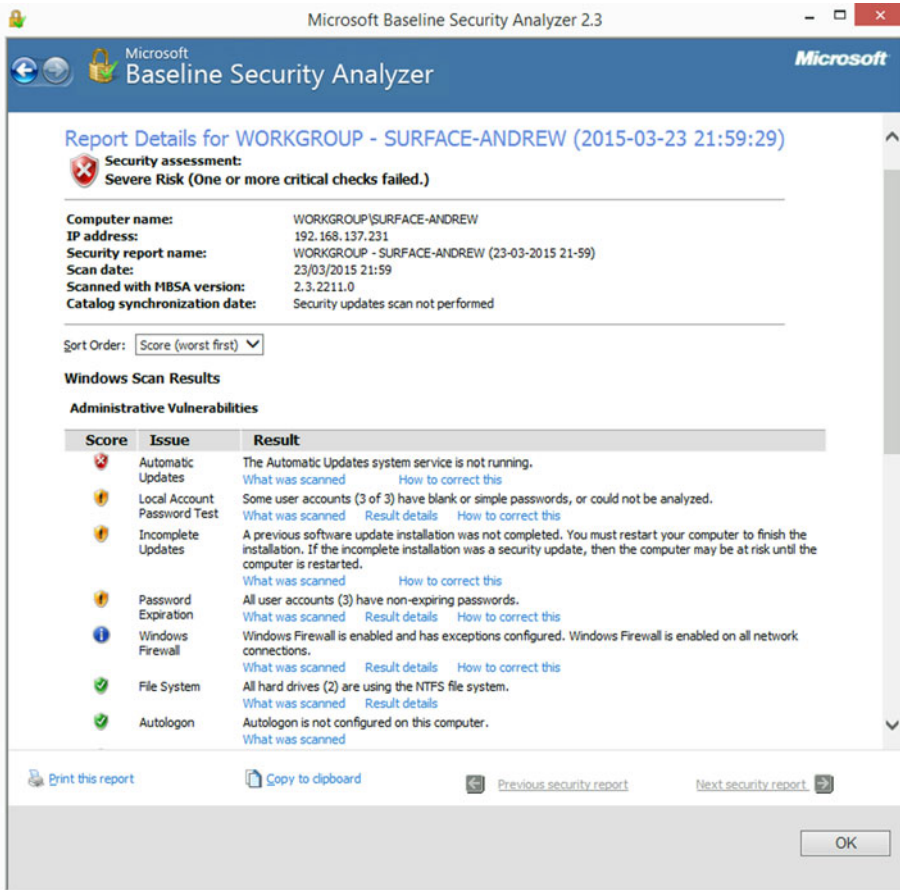 Microsoft Baseline Security Analyzer 2.3
Microsoft
Baseline Security Analyzer
Microsoft
Report Details for WORKGROUP - SURFACE-ANDREW (2015-03-23 21:59:29)
Security assessment:
Severe Risk (One or more critical checks failed.)
Computer name: WORKGROUP\SURFACE-ANDREW
IP address: 192.168.137.231
Security report name: WORKGROUP - SURFACE-ANDREW (23-03-2015 21-59)
Scan date: 23/03/2015 21:59
Scanned with MBSA version: 2.3.2211.0
Catalog synchronization date: Security updates scan not performed
Sort Order: Score (worst first)
Windows Scan Results
Administrative Vulnerabilities
Score Issue Result
Automatic Updates
The Automatic Updates system service is not running.
What was scanned How to correct this
Local Account Password Test
Some user accounts (3 of 3) have blank or simple passwords, or could not be analyzed.
What was scanned Result details How to correct this
Incomplete Updates
A previous software update installation was not completed. You must restart your computer to finish the
installation. If the incomplete installation was a security update, then the computer may be at risk until the
computer is restarted.
What was scanned How to correct this
Password Expiration
All user accounts (3) have non-expiring passwords.
What was scanned Result details How to correct this
Windows Firewall
Windows Firewall is enabled and has exceptions configured. Windows Firewall is enabled on all network
connections.
What was scanned Result details How to correct this
File System
All hard drives (2) are using the NTFS file system.
What was scanned Result details
Autologon
Autologon is not configured on this computer.
What was scanned
Print this report Copy to clipboard Previous security report Next security report
OK